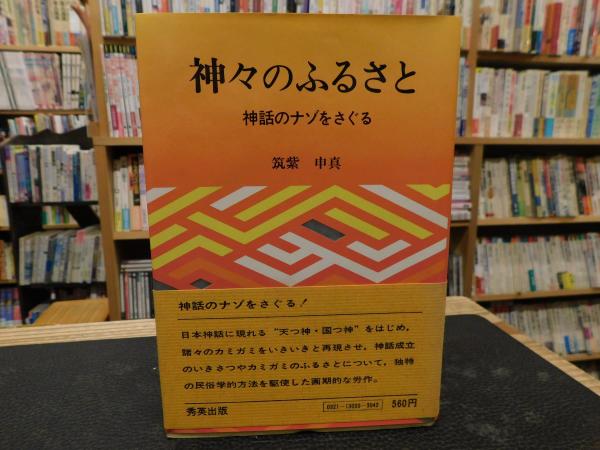 神々のふるさと
神話のナゾをさぐる
筑紫 申真
神話のナゾをさぐる!
日本神話に現れる“天つ神・国つ神”をはじめ,
諸々のカミガミをいきいきと再現させ,神話成立
のいきさつやカミガミのふるさとについて,独特
の民俗学的方法を駆使した画期的な労作。
秀英出版
560円